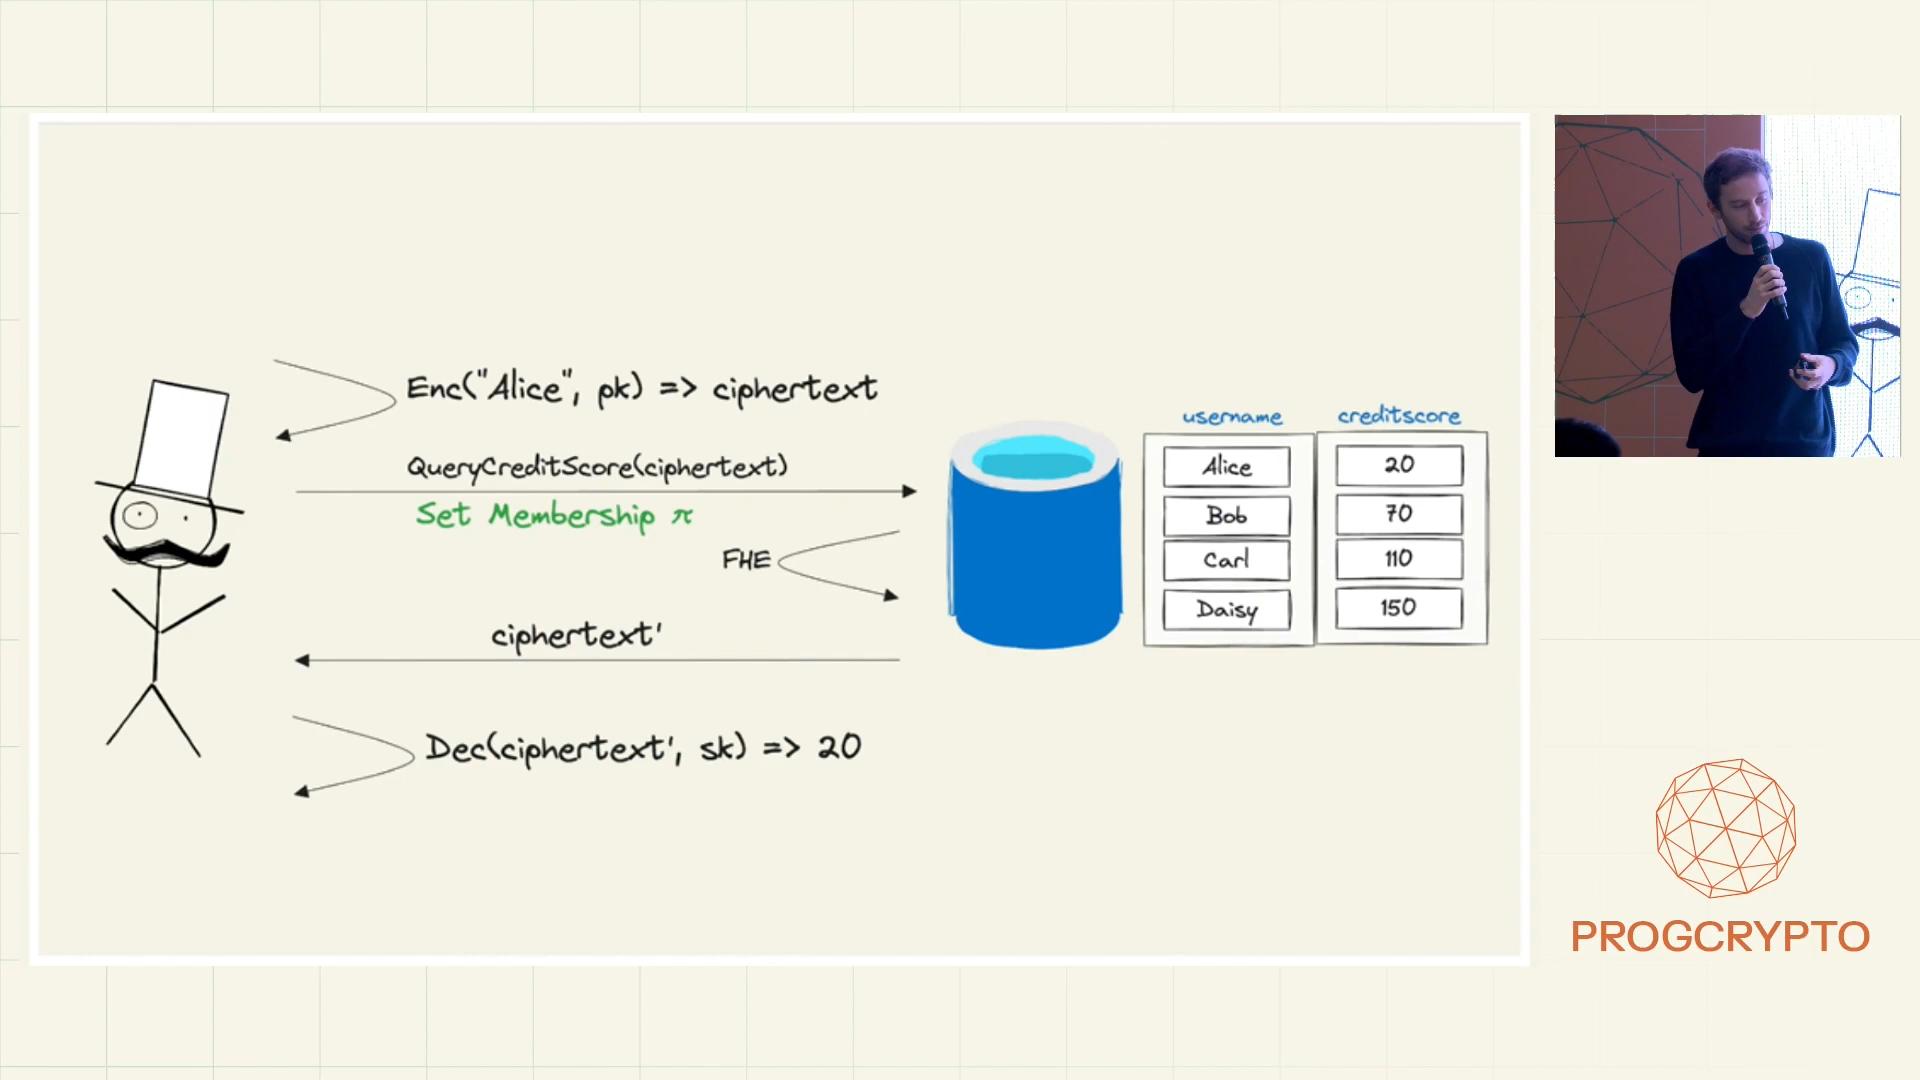 Enc("Alice", pk) => ciphertext
QueryCreditScore(ciphertext)
Set Membership π
FHE
ciphertext'
Dec(ciphertext', sk) => 20
username creditscore
Alice 20
Bob 70
Carl 110
Daisy 150
PROGCRYPTO